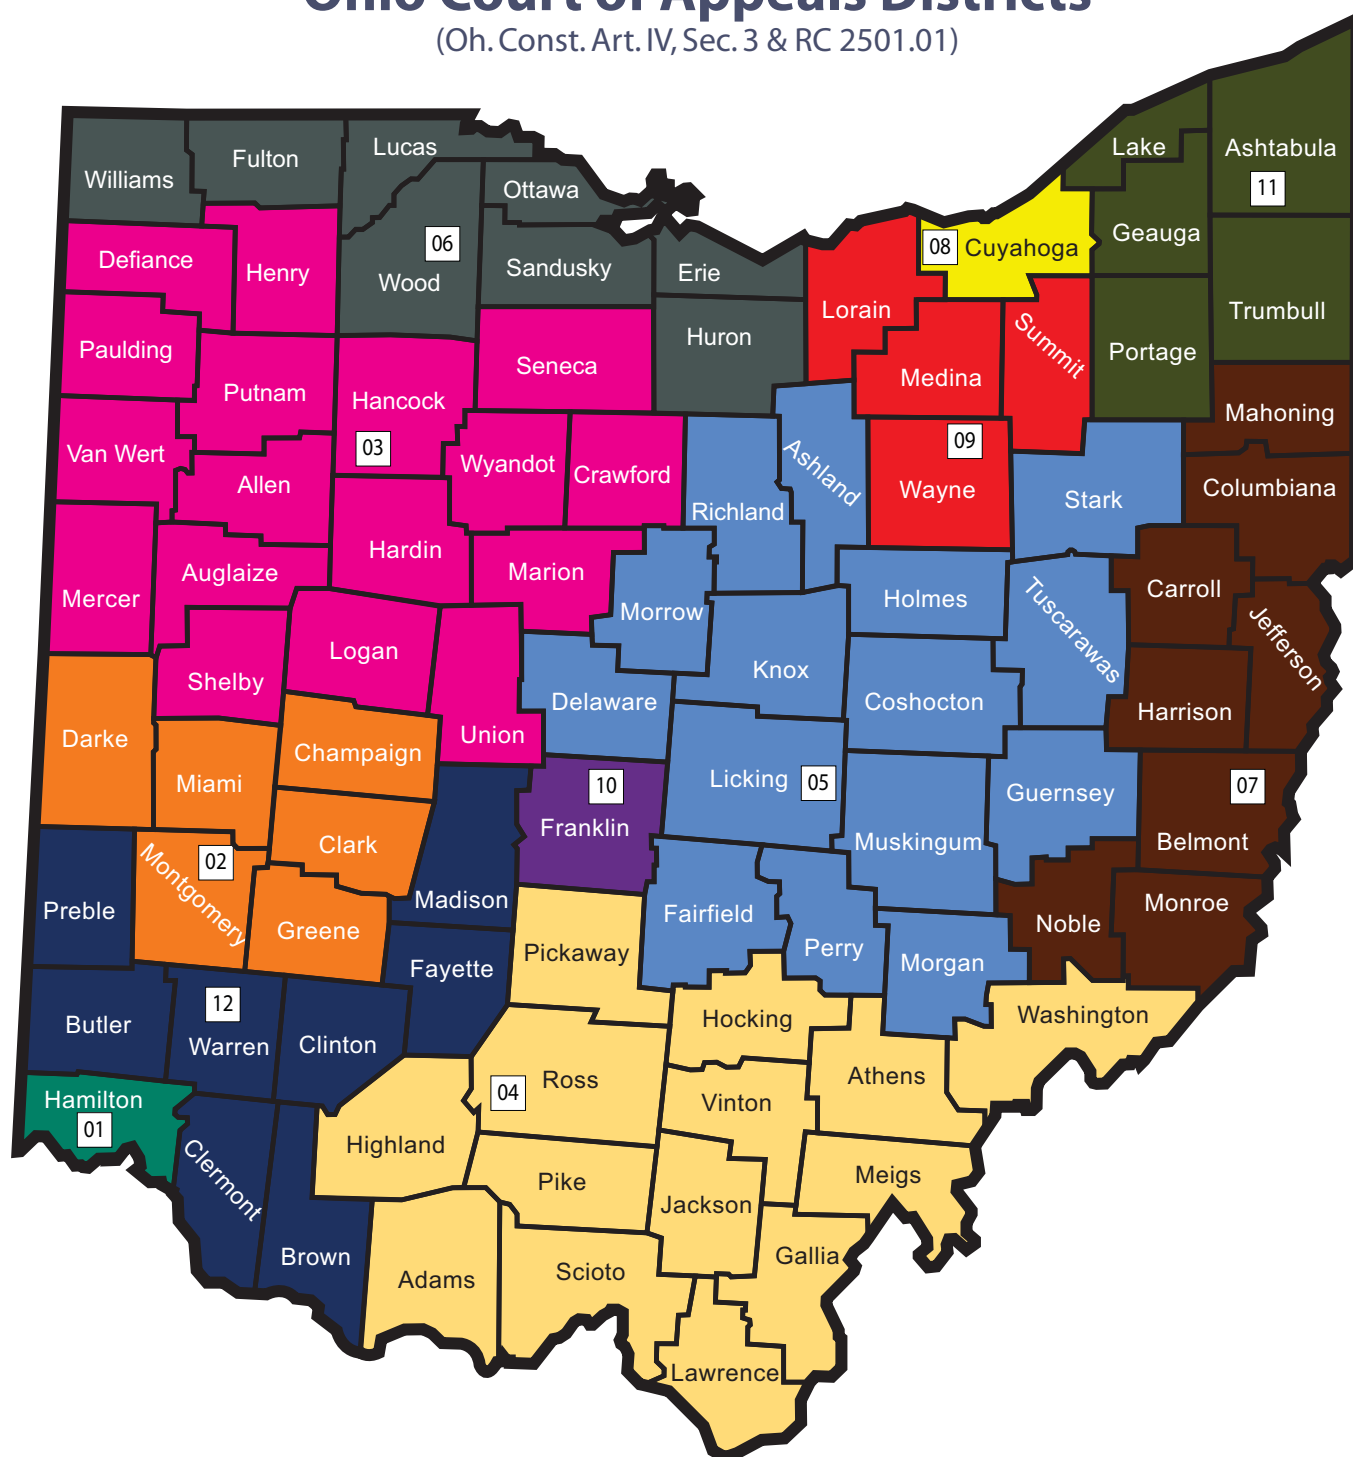 Ohio Court of Appeals Districts
(Oh. Const. Art. IV, Sec. 3 & RC 2501.01)
Williams
Fulton
Lucas
Ottawa
Wood
06
Sandusky
Erie
Huron
Lorain
08
Cuyahoga
Lake
Ashtabula
11
Geauga
Trumbull
Portage
Summit
Medina
09
Wayne
Defiance
Henry
Paulding
Putnam
Hancock
03
Seneca
Van Wert
Allen
Wyandot
Crawford
Mercer
Auglaize
Hardin
Marion
Shelby
Logan
Union
Richland
Ashland
Stark
Mahoning
Columbiana
Morrow
Knox
Holmes
Tuscarawas
Carroll
Jefferson
Delaware
Coshocton
Harrison
Licking
05
Guernsey
Muskingum
Belmont
07
Darke
Miami
Champaign
Clark
Montgomery
02
Greene
Madison
10
Franklin
Fairfield
Perry
Morgan
Noble
Monroe
Preble
Butler
12
Warren
Clinton
Fayette
Pickaway
Hocking
Washington
Hamilton
01
Clermont
Brown
Highland
04
Ross
Vinton
Athens
Pike
Jackson
Meigs
Adams
Scioto
Gallia
Lawrence